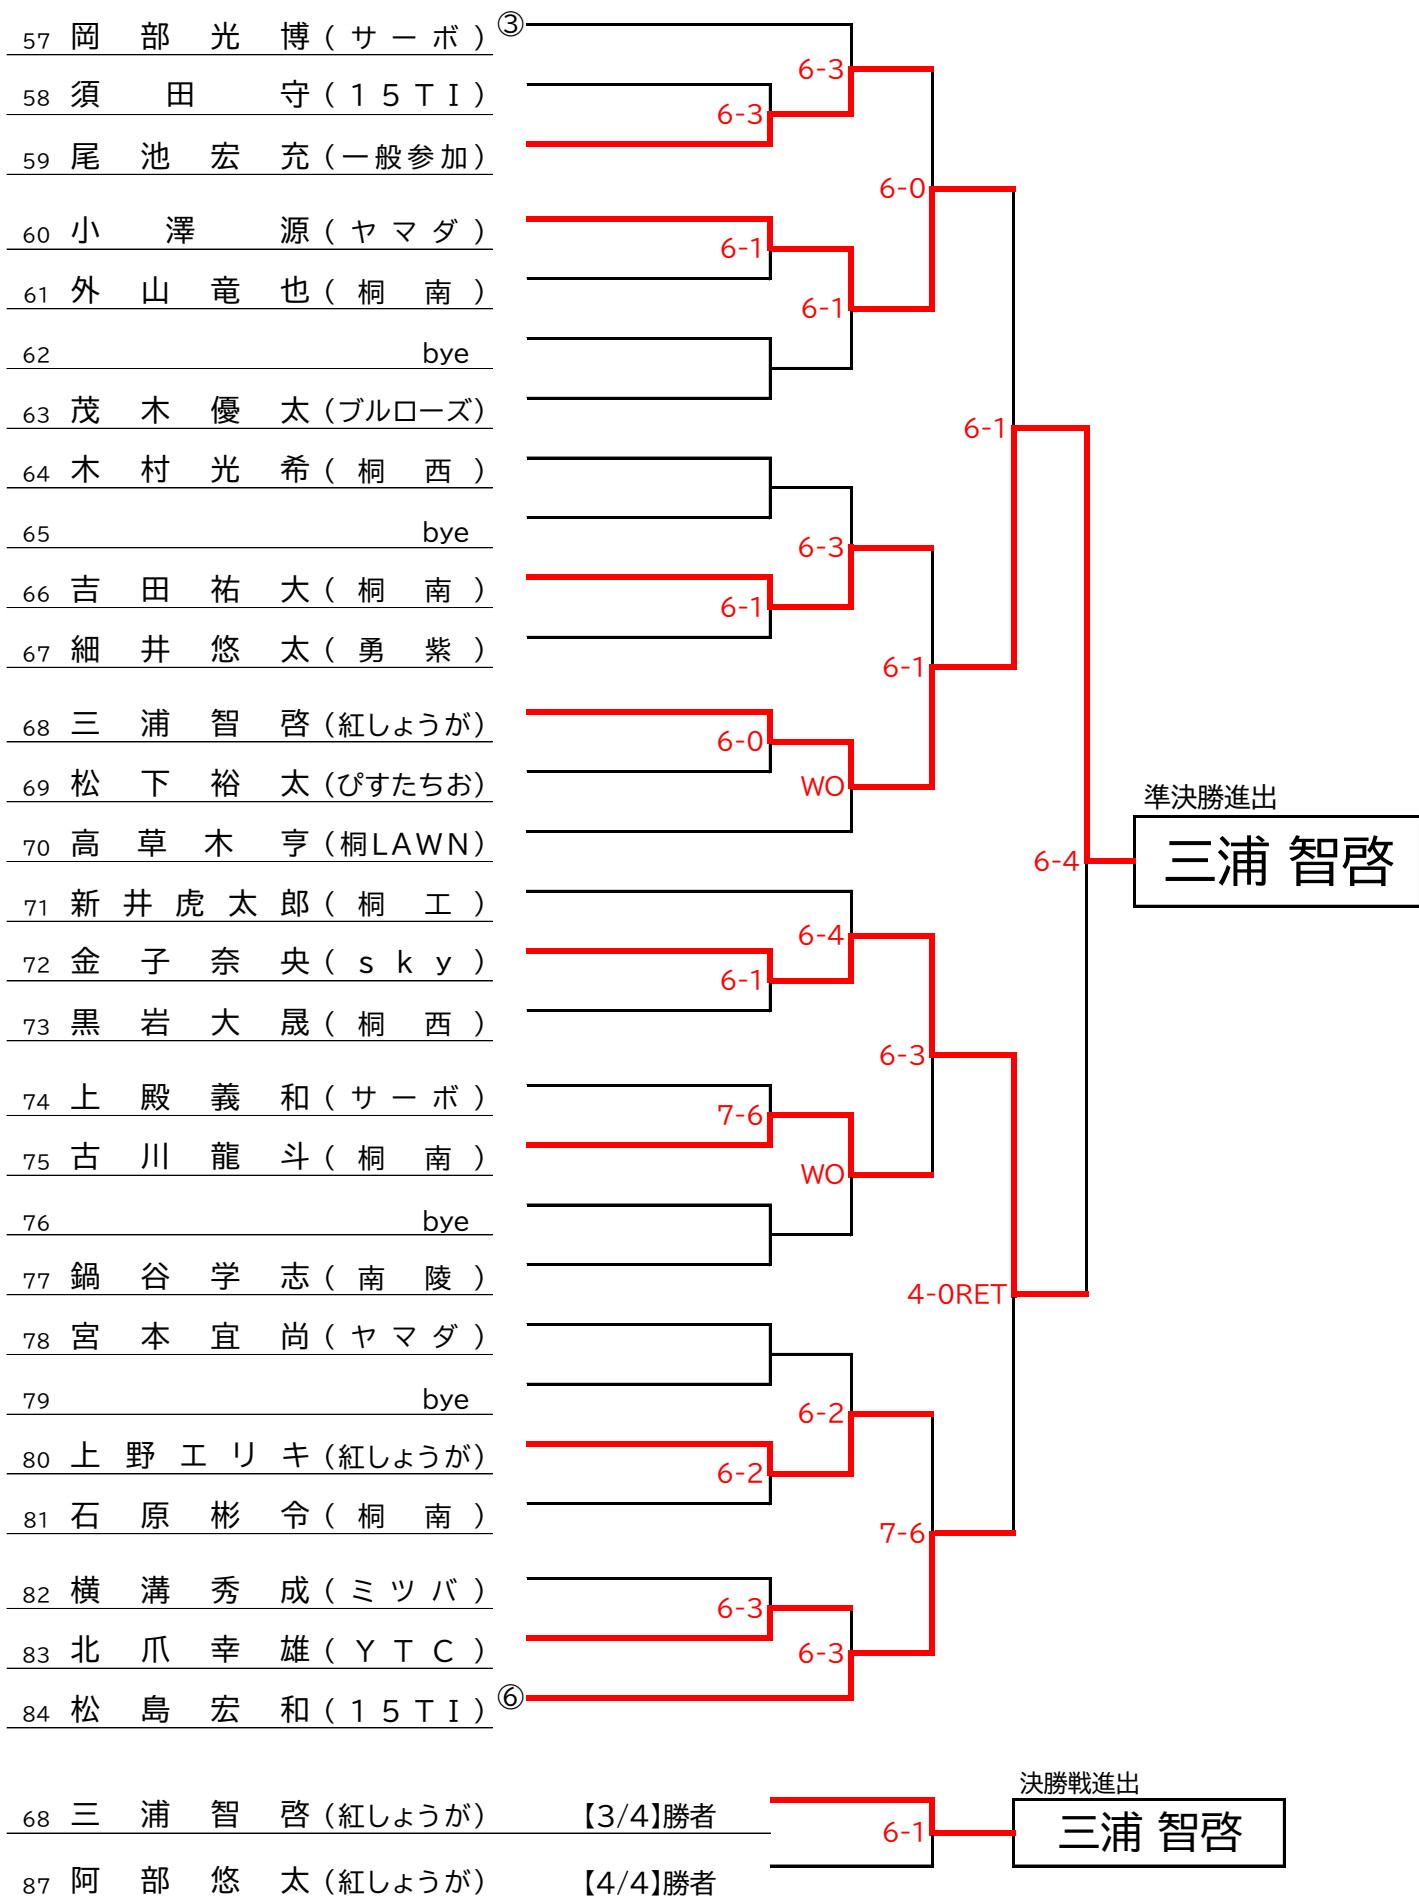 57 岡部光博（サーボ） ③
6-3
58 須田守（１５ＴＩ）
6-3
59 尾池宏充（一般参加）
6-0
60 小澤源（ヤマダ）
6-1
61 外山竜也（桐南）
6-1
62 bye
63 茂木優太（ブルローズ）
6-1
64 木村光希（桐西）
65 bye
6-3
66 吉田祐大（桐南）
6-1
67 細井悠太（勇紫）
6-1
68 三浦智啓（紅しょうが）
6-0
69 松下裕太（ぴすたちお）
WO
準決勝進出
70 高草木亨（桐LAWN）
6-4
三浦 智啓
71 新井虎太郎（桐工）
6-4
72 金子奈央（ｓｋｙ）
6-1
73 黒岩大晟（桐西）
6-3
74 上殿義和（サーボ）
7-6
75 古川龍斗（桐南）
WO
76 bye
77 鍋谷学志（南陵）
4-0RET
78 宮本宜尚（ヤマダ）
79 bye
6-2
80 上野エリキ（紅しょうが）
6-2
81 石原彬令（桐南）
7-6
82 横溝秀成（ミツバ）
6-3
83 北爪幸雄（ＹＴＣ）
6-3
84 松島宏和（１５ＴＩ） ⑥
決勝戦進出
68 三浦智啓（紅しょうが） 【3/4】勝者
6-1
三浦 智啓
87 阿部悠太（紅しょうが） 【4/4】勝者